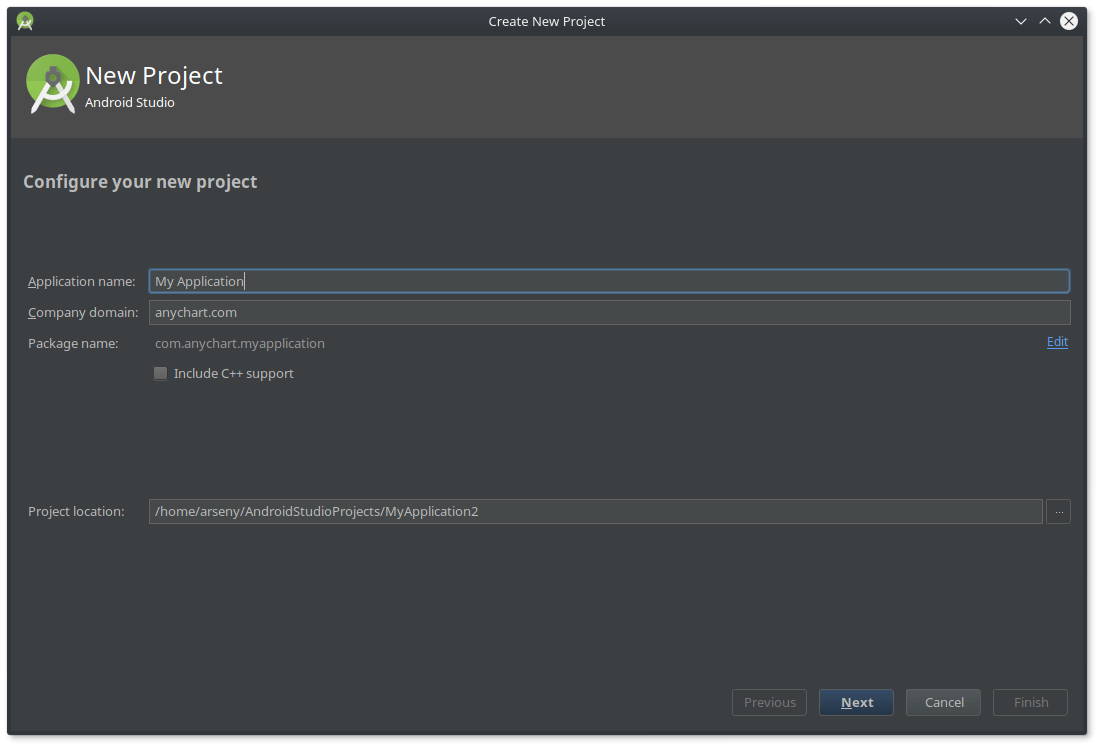 Create New Project
New Project
Android Studio
Configure your new project
Application name: My Application
Company domain: anychart.com
Package name: com.anychart.myapplication Edit
Include C++ support
Project location: /home/arseny/AndroidStudioProjects/MyApplication2 ...
Previous Next Cancel Finish